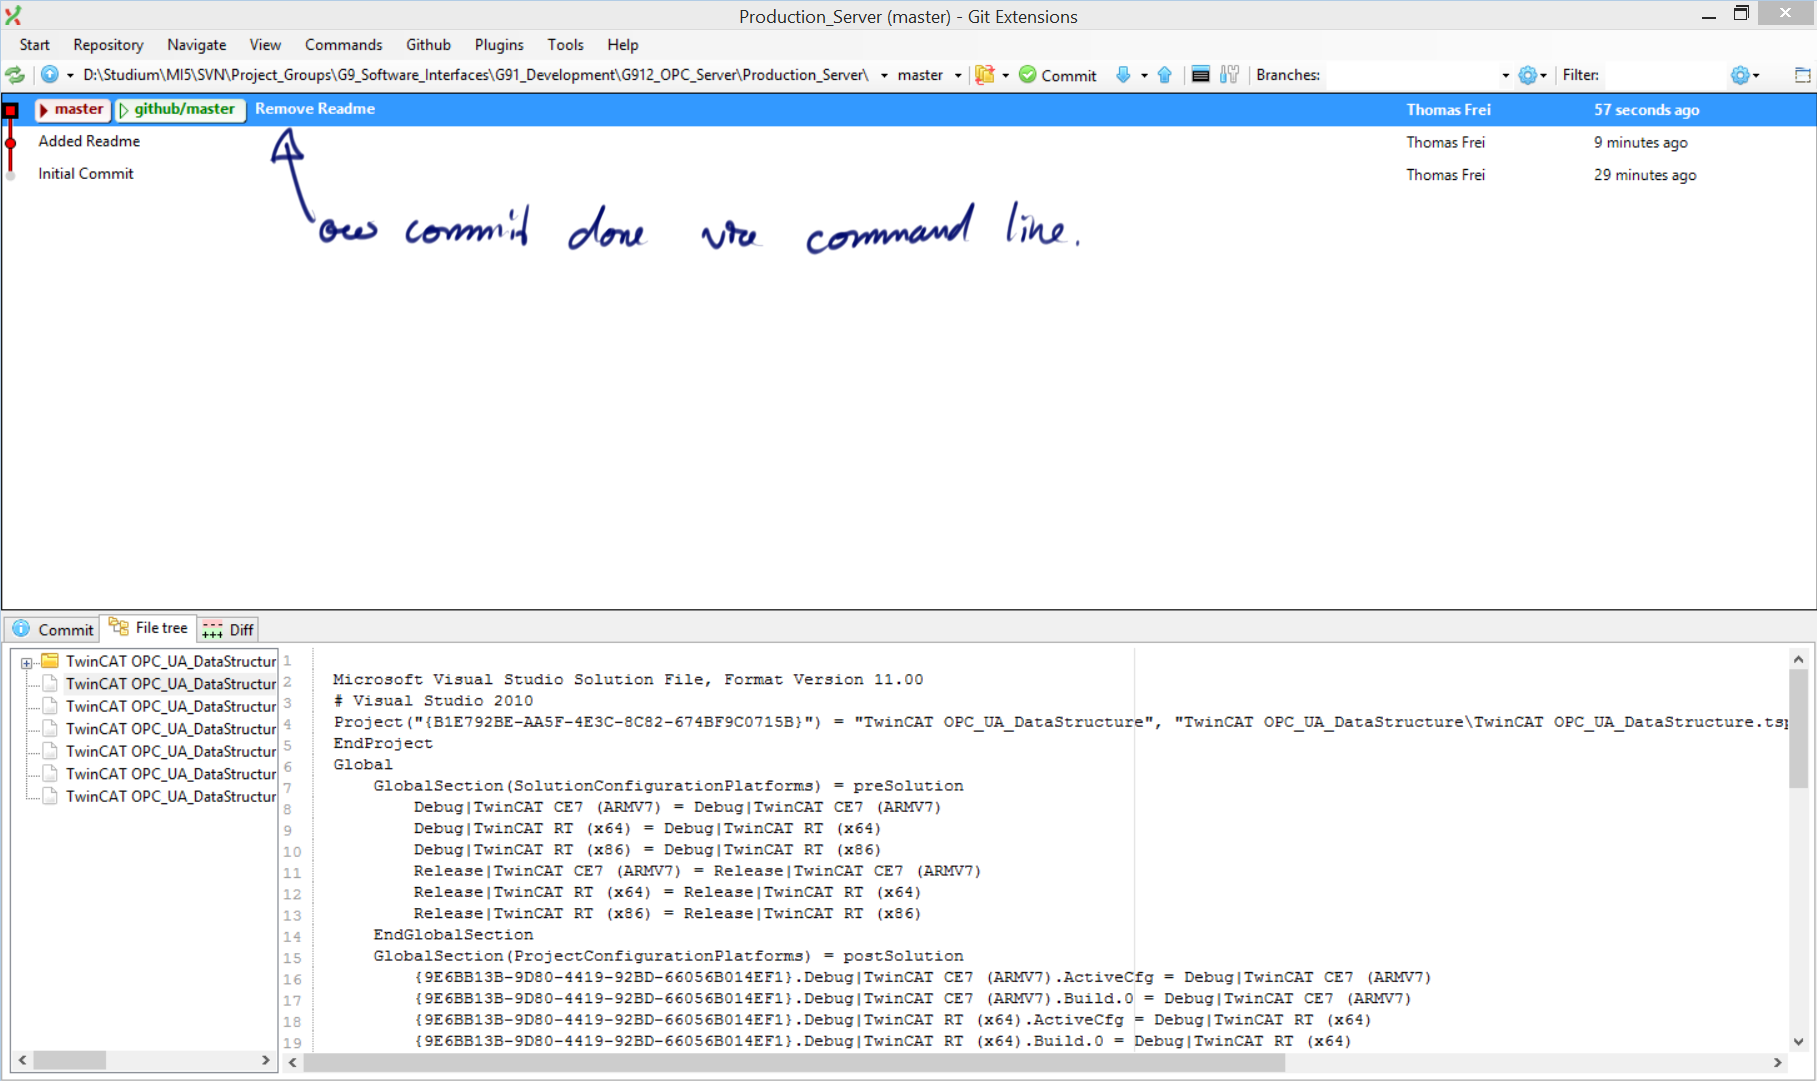 Production_Server (master) - Git Extensions
Start Repository Navigate View Commands Github Plugins Tools Help
D:\Studium\MI5\SVN\Project_Groups\G9_Software_Interfaces\G91_Development\G912_OPC_Server\Production_Server\ master Commit Branches: Filter:
master github/master Remove Readme Thomas Frei 57 seconds ago
Added Readme Thomas Frei 9 minutes ago
Initial Commit Thomas Frei 29 minutes ago
our commit done via command line.
Commit File tree Diff
TwinCAT OPC_UA_DataStructur
TwinCAT OPC_UA_DataStructur
TwinCAT OPC_UA_DataStructur
TwinCAT OPC_UA_DataStructur
TwinCAT OPC_UA_DataStructur
TwinCAT OPC_UA_DataStructur
TwinCAT OPC_UA_DataStructur
1
2 Microsoft Visual Studio Solution File, Format Version 11.00
3 # Visual Studio 2010
4 Project("{B1E792BE-AA5F-4E3C-8C82-674BF9C0715B}") = "TwinCAT OPC_UA_DataStructure", "TwinCAT OPC_UA_DataStructure\TwinCAT OPC_UA_DataStructure.tsp
5 EndProject
6 Global
7 GlobalSection(SolutionConfigurationPlatforms) = preSolution
8 Debug|TwinCAT CE7 (ARMV7) = Debug|TwinCAT CE7 (ARMV7)
9 Debug|TwinCAT RT (x64) = Debug|TwinCAT RT (x64)
10 Debug|TwinCAT RT (x86) = Debug|TwinCAT RT (x86)
11 Release|TwinCAT CE7 (ARMV7) = Release|TwinCAT CE7 (ARMV7)
12 Release|TwinCAT RT (x64) = Release|TwinCAT RT (x64)
13 Release|TwinCAT RT (x86) = Release|TwinCAT RT (x86)
14 EndGlobalSection
15 GlobalSection(ProjectConfigurationPlatforms) = postSolution
16 {9E6BB13B-9D80-4419-92BD-66056B014EF1}.Debug|TwinCAT CE7 (ARMV7).ActiveCfg = Debug|TwinCAT CE7 (ARMV7)
17 {9E6BB13B-9D80-4419-92BD-66056B014EF1}.Debug|TwinCAT CE7 (ARMV7).Build.0 = Debug|TwinCAT CE7 (ARMV7)
18 {9E6BB13B-9D80-4419-92BD-66056B014EF1}.Debug|TwinCAT RT (x64).ActiveCfg = Debug|TwinCAT RT (x64)
19 {9E6BB13B-9D80-4419-92BD-66056B014EF1}.Debug|TwinCAT RT (x64).Build.0 = Debug|TwinCAT RT (x64)